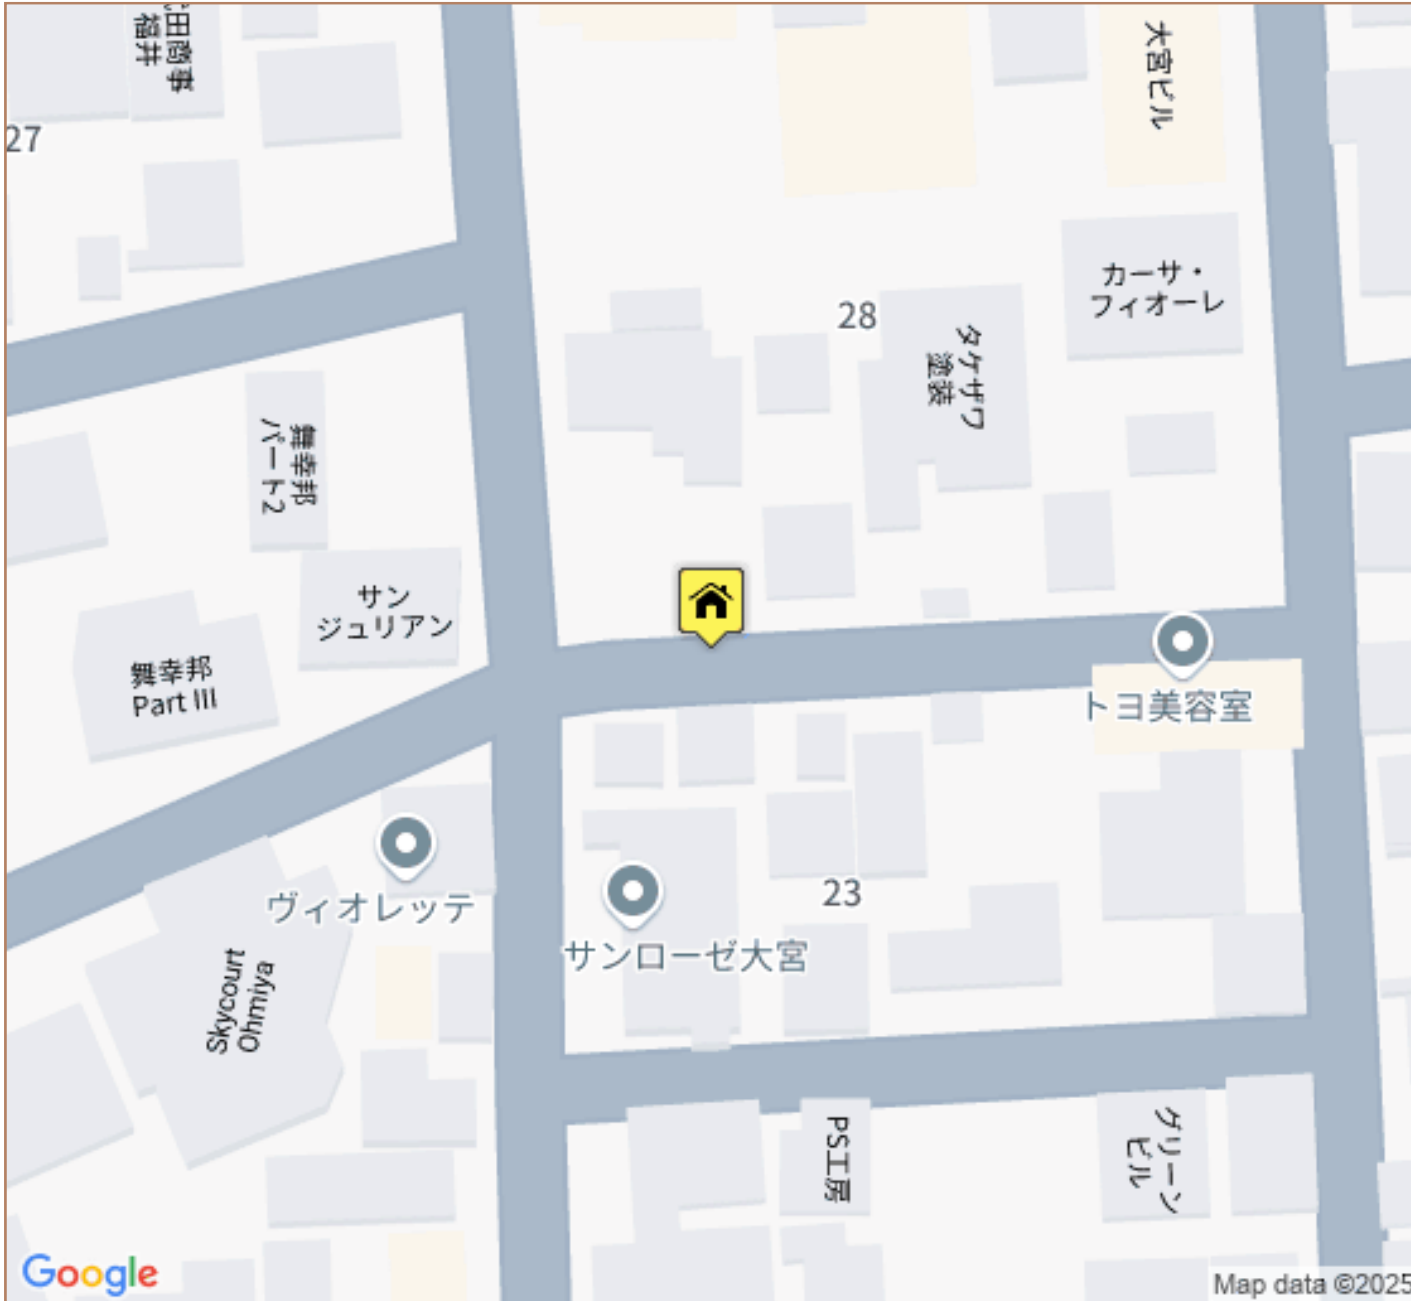 田商事
福井
大宮ビル
27
カーサ・
フィオーレ
28
タケザワ
塗装
舞幸邦
パート2
サン
ジュリアン
舞幸邦
Part III
トヨ美容室
ヴィオレッテ
23
サンローゼ大宮
Skycourt
Ohmiya
PS工房
グリーン
ビル
Google
Map data ©2025